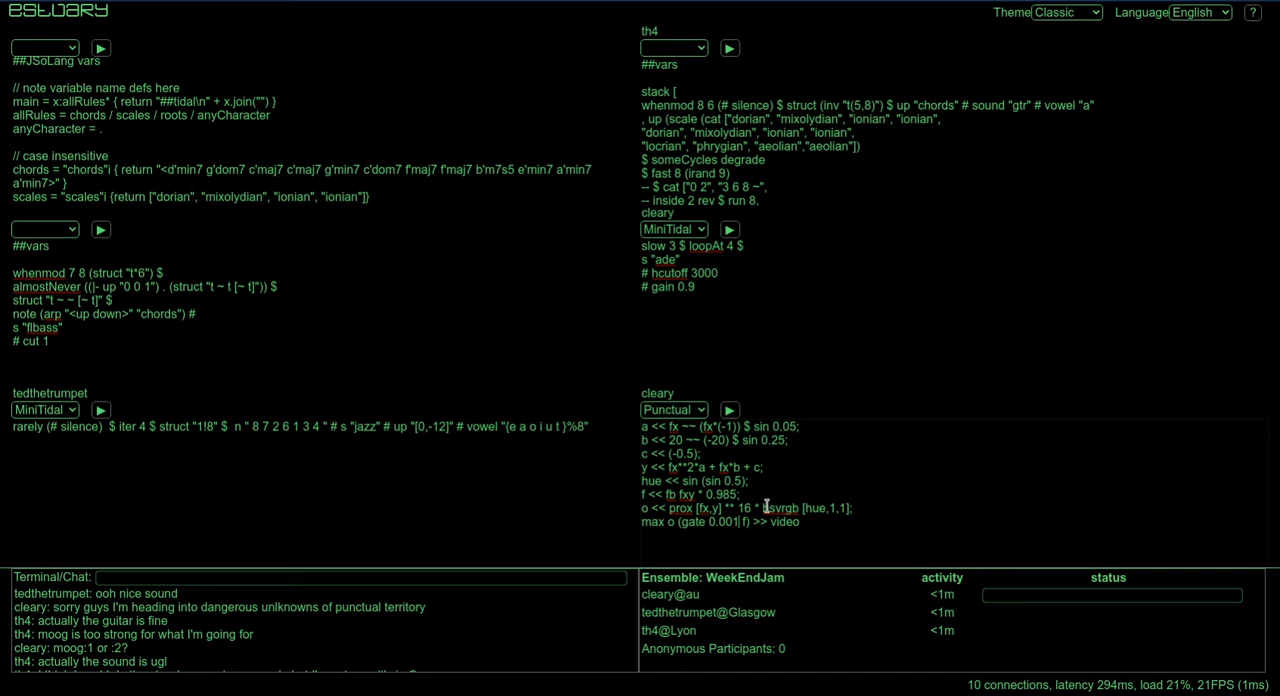 estuary
Theme Classic Language English ?
▶
##JSoLang vars
// note variable name defs here
main = x:allRules* { return "##tidal\n" + x.join("") }
allRules = chords / scales / roots / anyCharacter
anyCharacter = .
// case insensitive
chords = "chords"i { return "<d'min7 g'dom7 c'maj7 c'maj7 g'min7 c'dom7 f'maj7 f'maj7 b'm7s5 e'min7 a'min7
a'min7>" }
scales = "scales"i {return ["dorian", "mixolydian", "ionian", "ionian"]}
▶
##vars
whenmod 7 8 (struct "t*6") $
almostNever ((|- up "0 0 1") . (struct "t ~ t [~ t]")) $
struct "t ~ ~ [~ t]" $
note (arp "<up down>" "chords") #
s "flbass"
# cut 1
tedthetrumpet
MiniTidal ▶
rarely (# silence)  $ iter 4 $ struct "1!8" $  n " 8 7 2 6 1 3 4 " # s "jazz" # up "[0,-12]" # vowel "{e a o i u t }%8"
th4
▶
##vars
stack [
whenmod 8 6 (# silence) $ struct (inv "t(5,8)") $ up "chords" # sound "gtr" # vowel "a"
, up (scale (cat ["dorian", "mixolydian", "ionian", "ionian",
"dorian", "mixolydian", "ionian", "ionian",
"locrian", "phrygian", "aeolian","aeolian"])
$ someCycles degrade
$ fast 8 (irand 9)
-- $ cat ["0 2", "3 6 8 ~",
-- inside 2 rev $ run 8.
cleary
MiniTidal ▶
slow 3 $ loopAt 4 $
s "ade"
# hcutoff 3000
# gain 0.9
cleary
Punctual ▶
a << fx ~~ (fx*(-1)) $ sin 0.05;
b << 20 ~~ (-20) $ sin 0.25;
c << (-0.5);
y << fx**2*a + fx*b + c;
hue << sin (sin 0.5);
f << fb fxy * 0.985;
o << prox [fx,y] ** 16 * hsvrgb [hue,1,1];
max o (gate 0.001 f) >> video
Terminal/Chat:
tedthetrumpet: ooh nice sound
cleary: sorry guys I'm heading into dangerous unlknowns of punctual territory
th4: actually the guitar is fine
th4: moog is too strong for what I'm going for
cleary: moog:1 or :2?
th4: actually the sound is ugl
Ensemble: WeekEndJam activity status
cleary@au <1m
tedthetrumpet@Glasgow <1m
th4@Lyon <1m
Anonymous Participants: 0
10 connections, latency 294ms, load 21%, 21FPS (1ms)